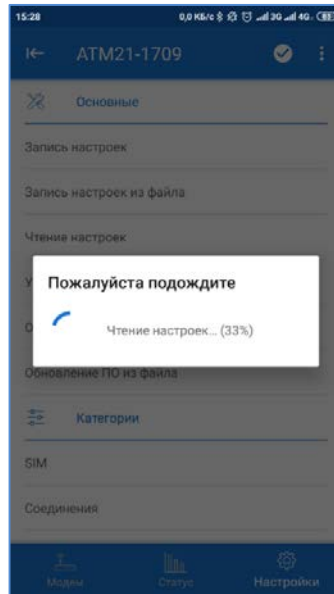 15:28
0,0 КБ/с 3G 4G
ATM21-1709
Основные
Запись настроек
Запись настроек из файла
Чтение настроек
У
Пожалуйста подождите
Чтение настроек... (33%)
О
Обновление ПО из файла
Категории
SIM
Соединения
Модем
Статус
Настройки